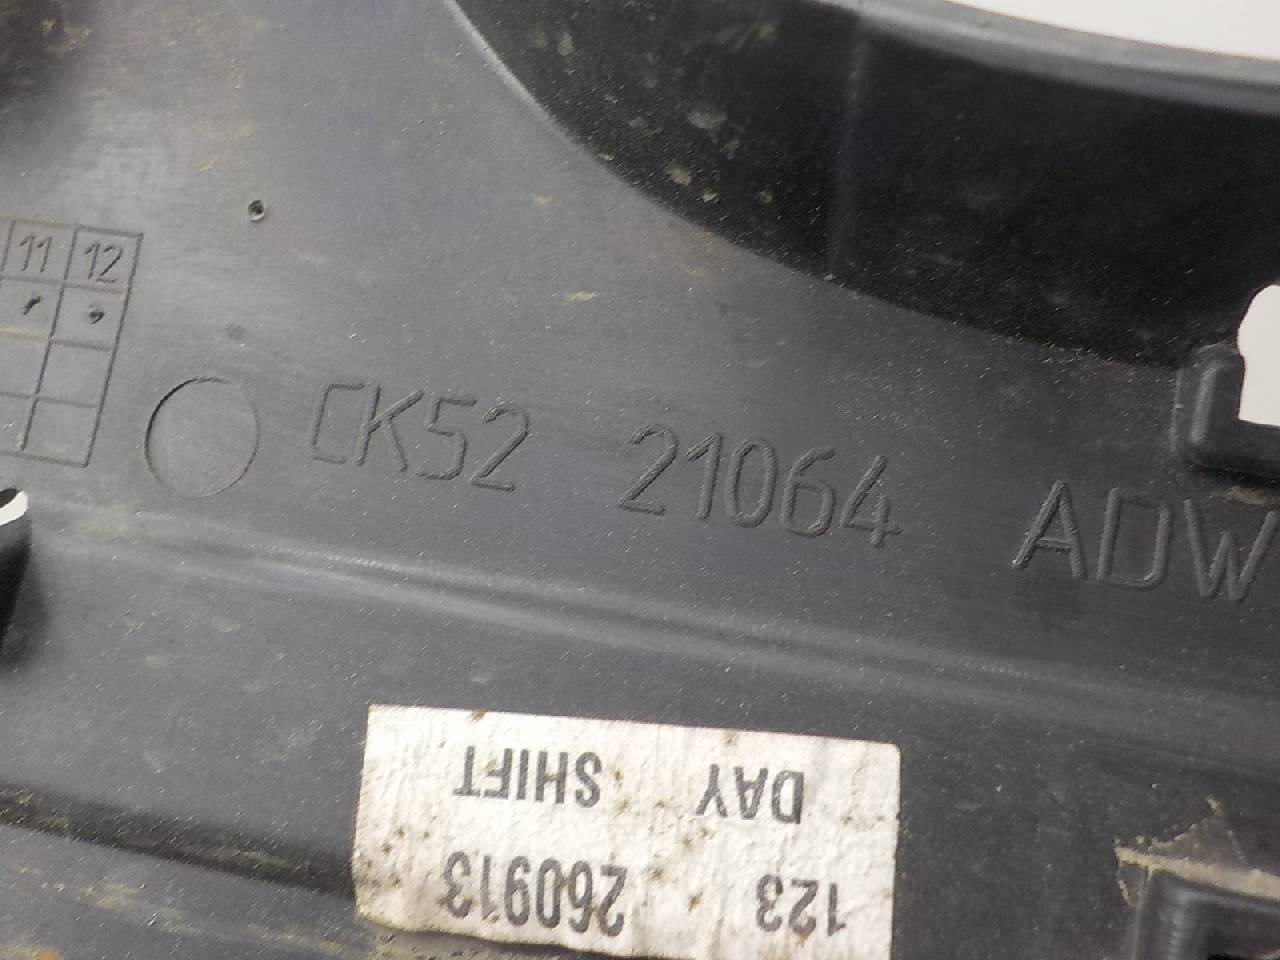 11 12
CK52 21064 ADW
DAY SHIFT
123 260913